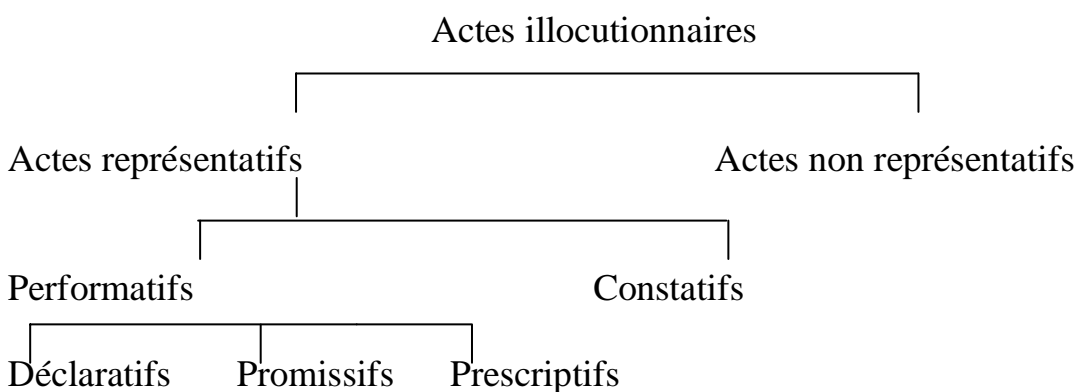 Actes illocutionnaires
Actes représentatifs Actes non représentatifs
Performatifs Constatifs
Déclaratifs Promissifs Prescriptifs